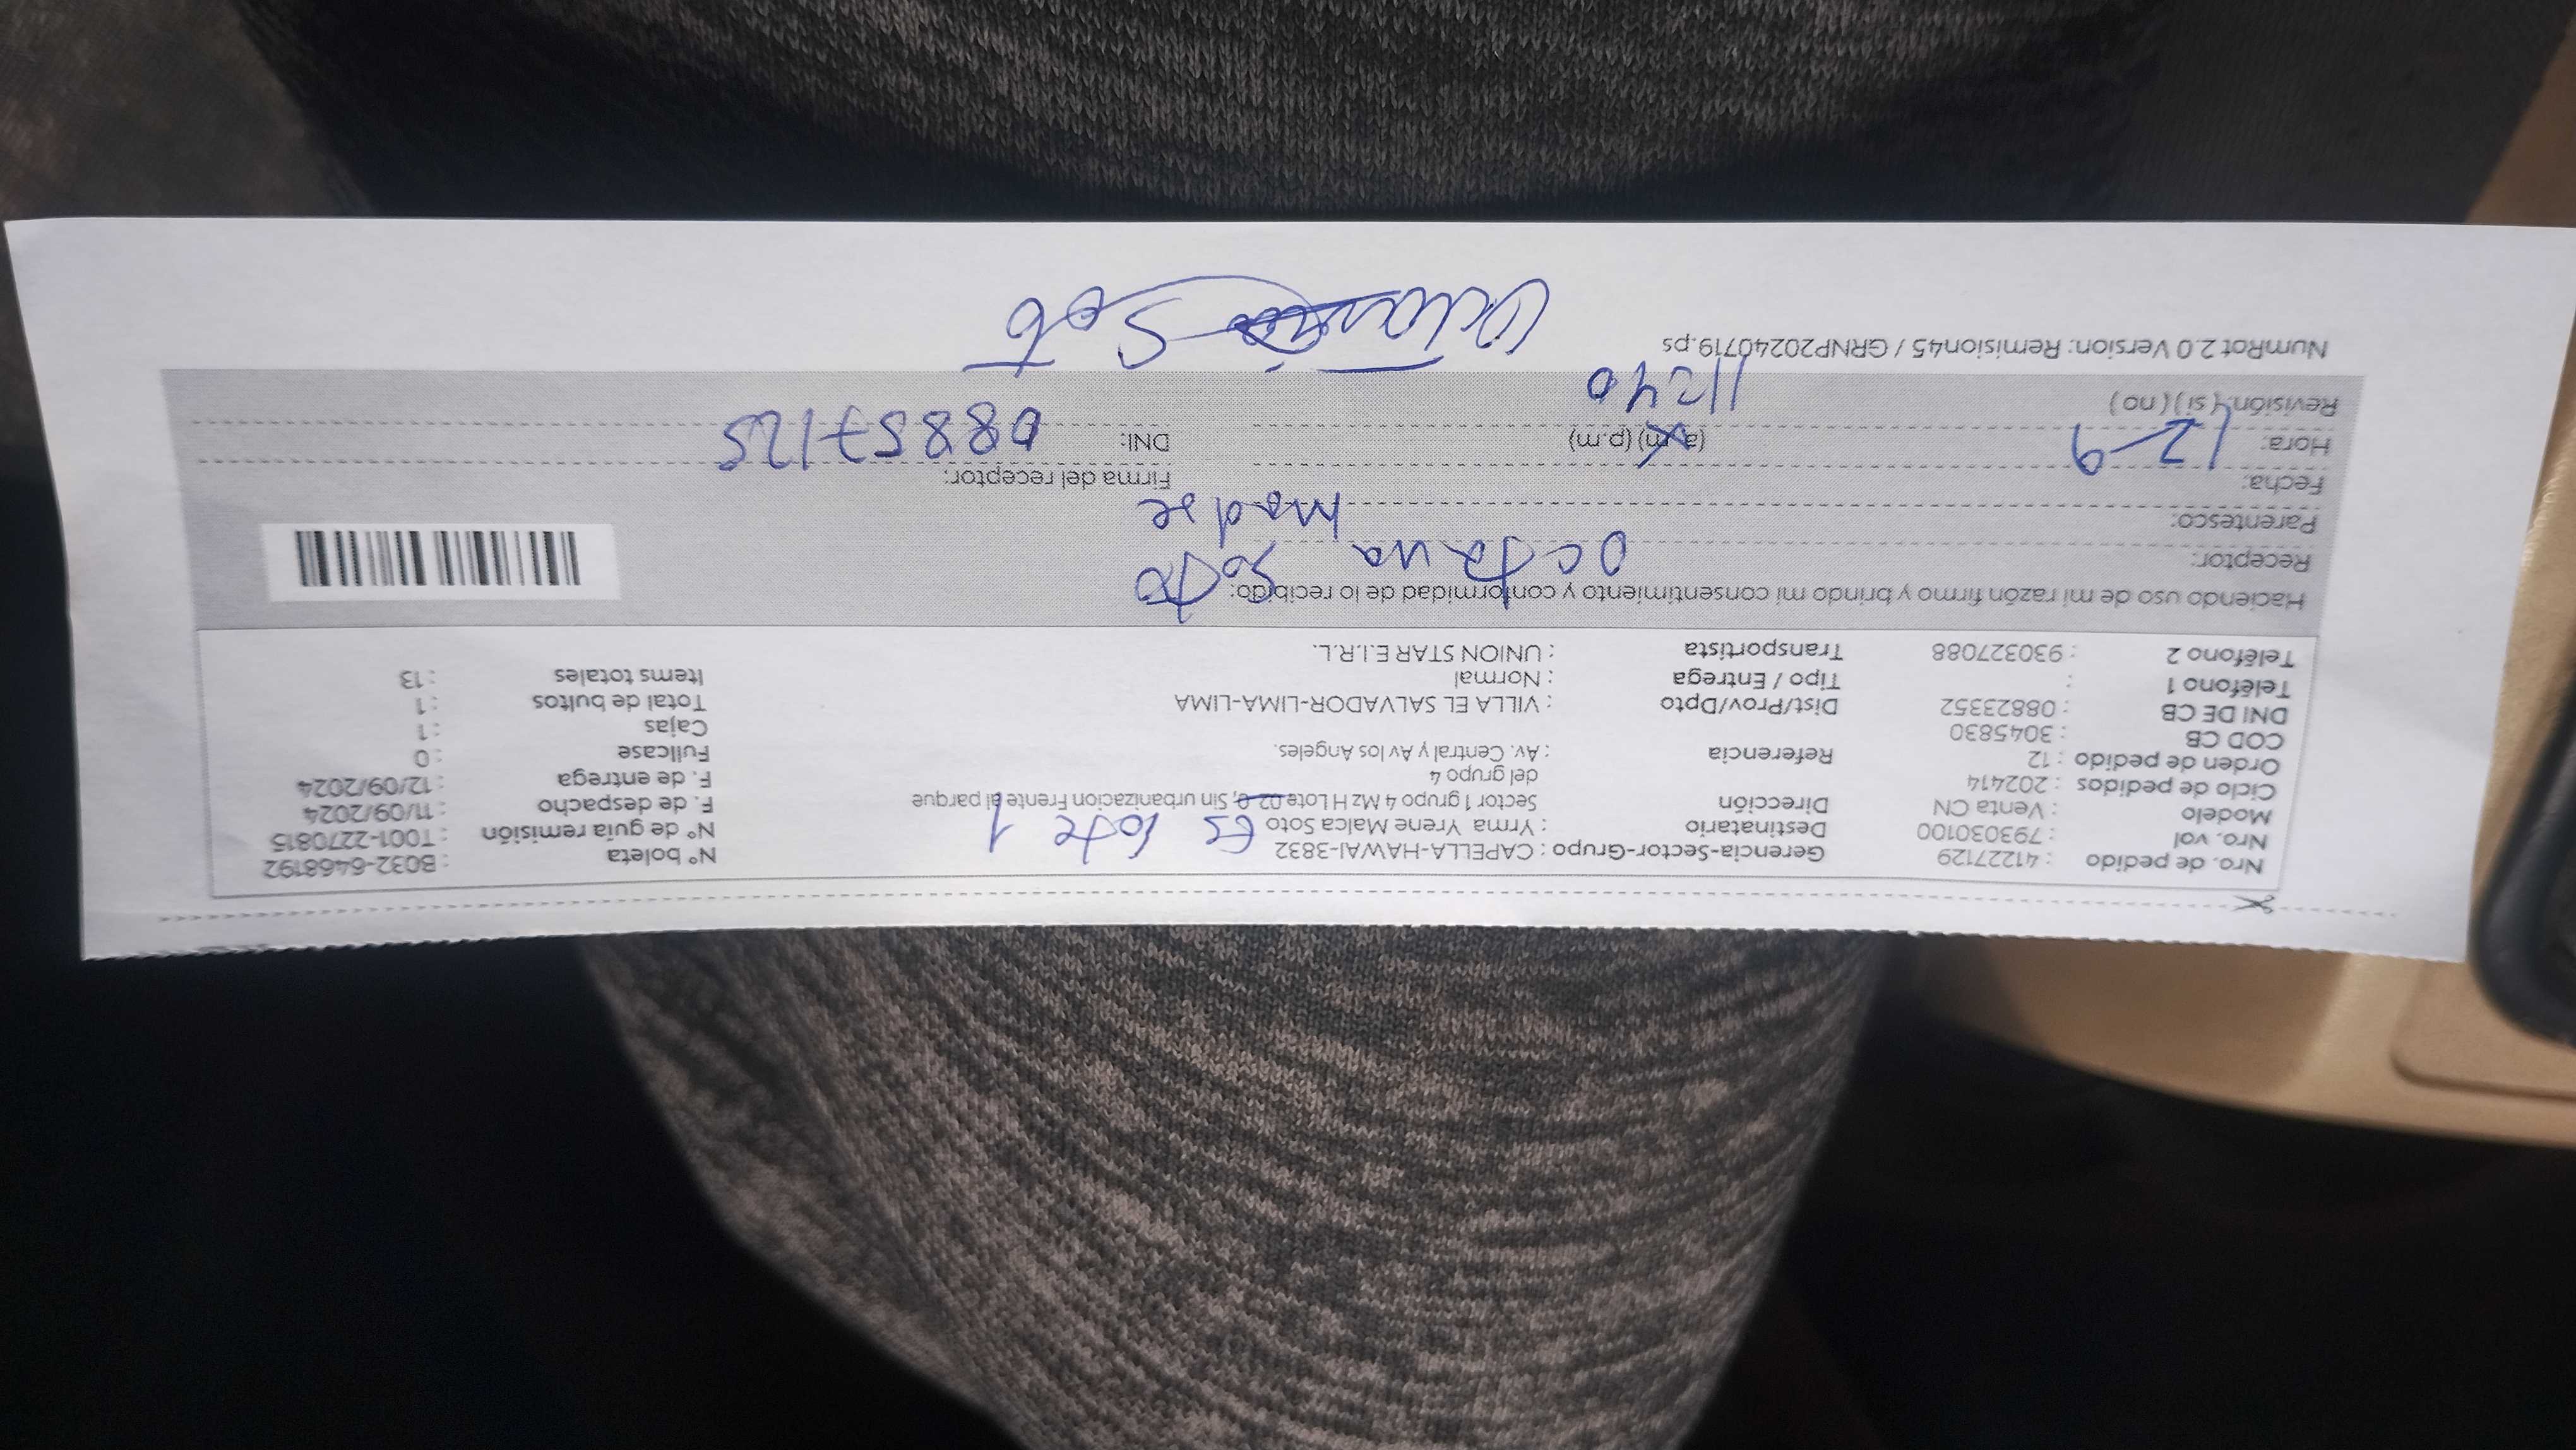 Nro. de pedido : 41227129 Gerencia-Sector-Grupo : CAPELLA-HAWAI-3832 N° boleta : B032-6468192
Nro. val : 793030100 Destinatario : Yrma Yrene Malca Soto Es lote 1 N° de guía remisión : T001-2270815
Modelo : Venta CN Dirección Sector 1 grupo 4 Mz H Lote 02 0, Sin urbanizacion Frente al parque F. de despacho : 11/09/2024
Ciclo de pedidos : 202414 del grupo 4 F. de entrega : 12/09/2024
Orden de pedido : 12 Referencia : Av. Central y Av los Angeles. Fullcase : 0
COD CB : 3045830 Cajas : 1
DNI DE CB : 08823352 Dist/Prov/Dpto : VILLA EL SALVADOR-LIMA-LIMA Total de bultos : 1
Teléfono 1 : Tipo / Entrega : Normal Items totales : 13
Teléfono 2 : 930327088 Transportista : UNION STAR E.I.R.L.
Haciendo uso de mi razón firmo y brindo mi consentimiento y conformidad de lo recibido:
Receptor: Octavia Soto
Parentesco: Madre
Fecha: 12-9 Firma del receptor:
Hora: (a.m) (p.m) DNI: 08857125
Revisión: ( si ) ( no ) 11:40
NumRot 2.0 Version: Remision45 / GRNP20240719.ps
Soto